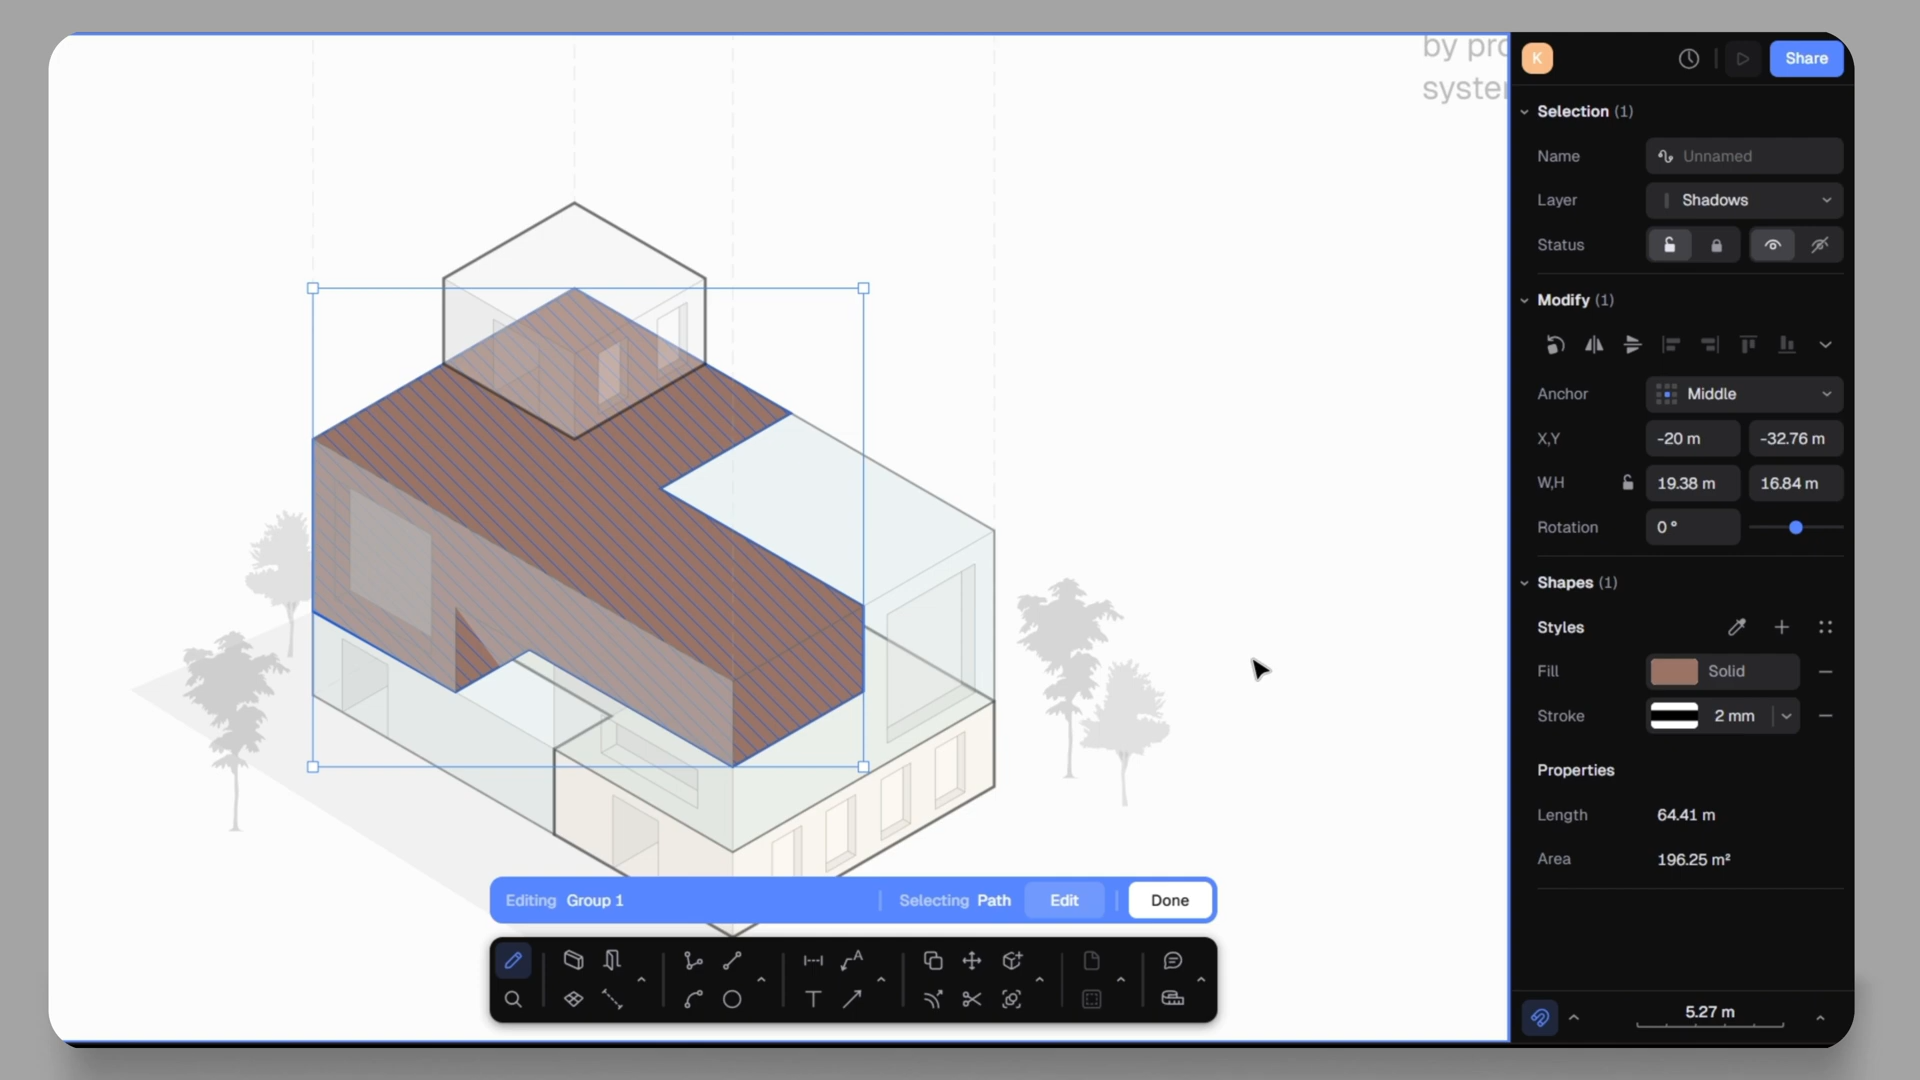 by pro
system
K
Share
Selection (1)
Name Unnamed
Layer Shadows
Status
Modify (1)
Anchor Middle
X,Y -20 m -32.76 m
W,H 19.38 m 16.84 m
Rotation 0 °
Shapes (1)
Styles
Fill Solid
Stroke 2 mm
Properties
Length 64.41 m
Area 196.25 m²
Editing Group 1 Selecting Path Edit Done
5.27 m